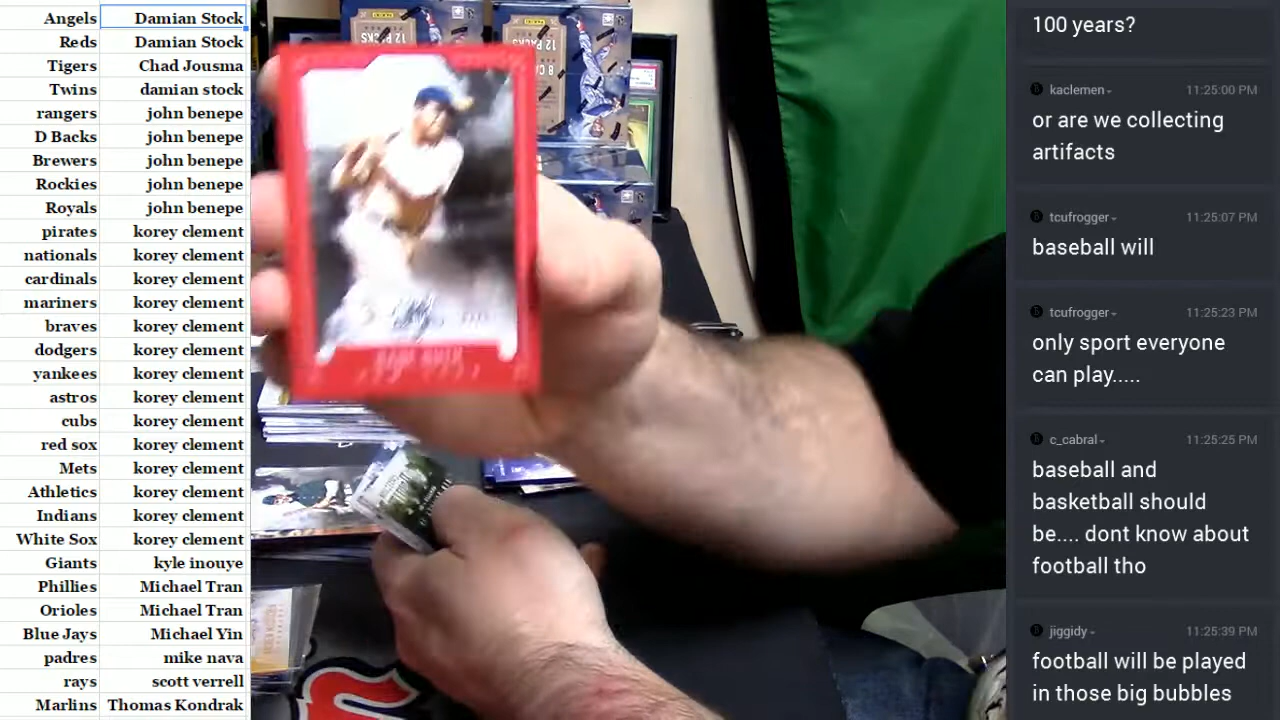 Angels Damian Stock
Reds Damian Stock
Tigers Chad Jousma
Twins damian stock
rangers john benepe
D Backs john benepe
Brewers john benepe
Rockies john benepe
Royals john benepe
pirates korey clement
nationals korey clement
cardinals korey clement
mariners korey clement
braves korey clement
dodgers korey clement
yankees korey clement
astros korey clement
cubs korey clement
red sox korey clement
Mets korey clement
Athletics korey clement
Indians korey clement
White Sox korey clement
Giants kyle inouye
Phillies Michael Tran
Orioles Michael Tran
Blue Jays Michael Yin
padres mike nava
rays scott verrell
Marlins Thomas Kondrak
12 PACKS
12 PACKS
BABE RUTH
100 years?
kaclemen 11:25:00 PM
or are we collecting
artifacts
tcufrogger 11:25:07 PM
baseball will
tcufrogger 11:25:23 PM
only sport everyone
can play.....
c_cabral 11:25:25 PM
baseball and
basketball should
be.... dont know about
football tho
jiggidy 11:25:39 PM
football will be played
in those big bubbles